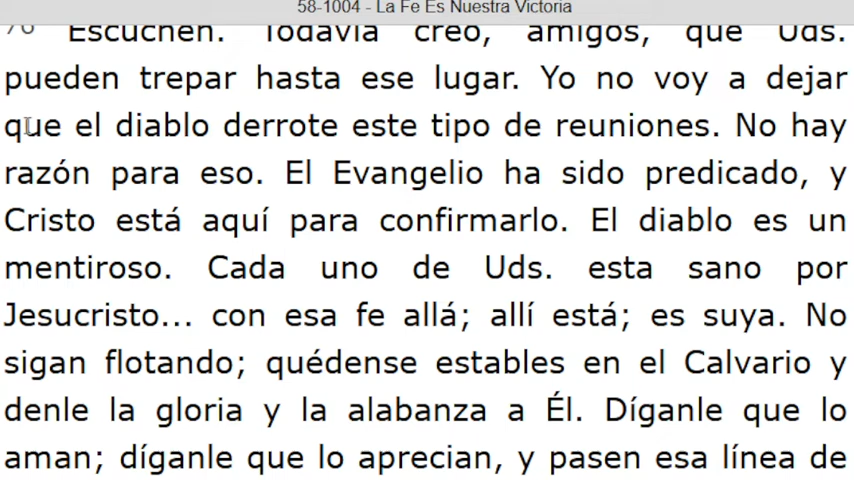 58-1004 - La Fe Es Nuestra Victoria
76 Escuchen. Todavía creo, amigos, que Uds.
pueden trepar hasta ese lugar. Yo no voy a dejar
que el diablo derrote este tipo de reuniones. No hay
razón para eso. El Evangelio ha sido predicado, y
Cristo está aquí para confirmarlo. El diablo es un
mentiroso. Cada uno de Uds. esta sano por
Jesucristo... con esa fe allá; allí está; es suya. No
sigan flotando; quédense estables en el Calvario y
denle la gloria y la alabanza a Él. Díganle que lo
aman; díganle que lo aprecian, y pasen esa línea de